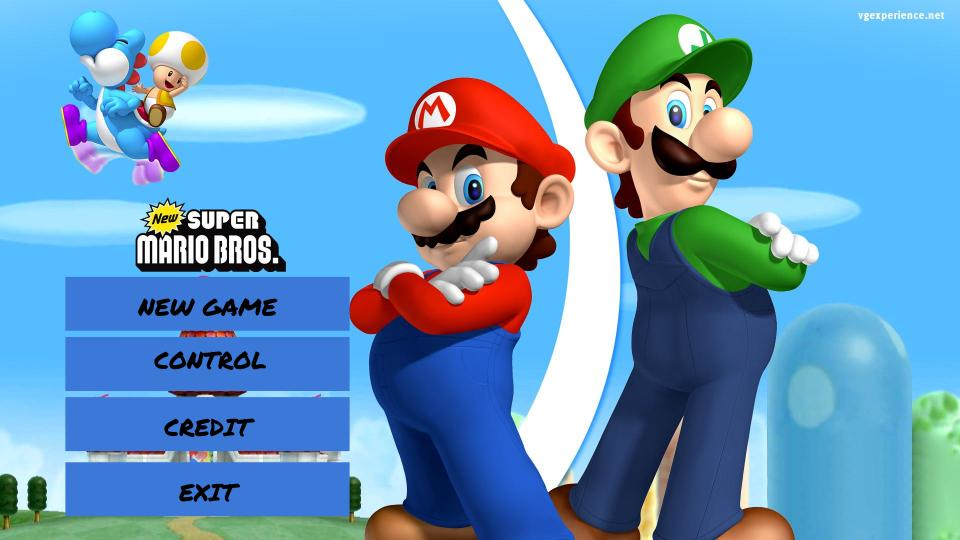 vgexperience.net
M
L
New SUPER
MARIO BROS.
NEW GAME
CONTROL
CREDIT
EXIT